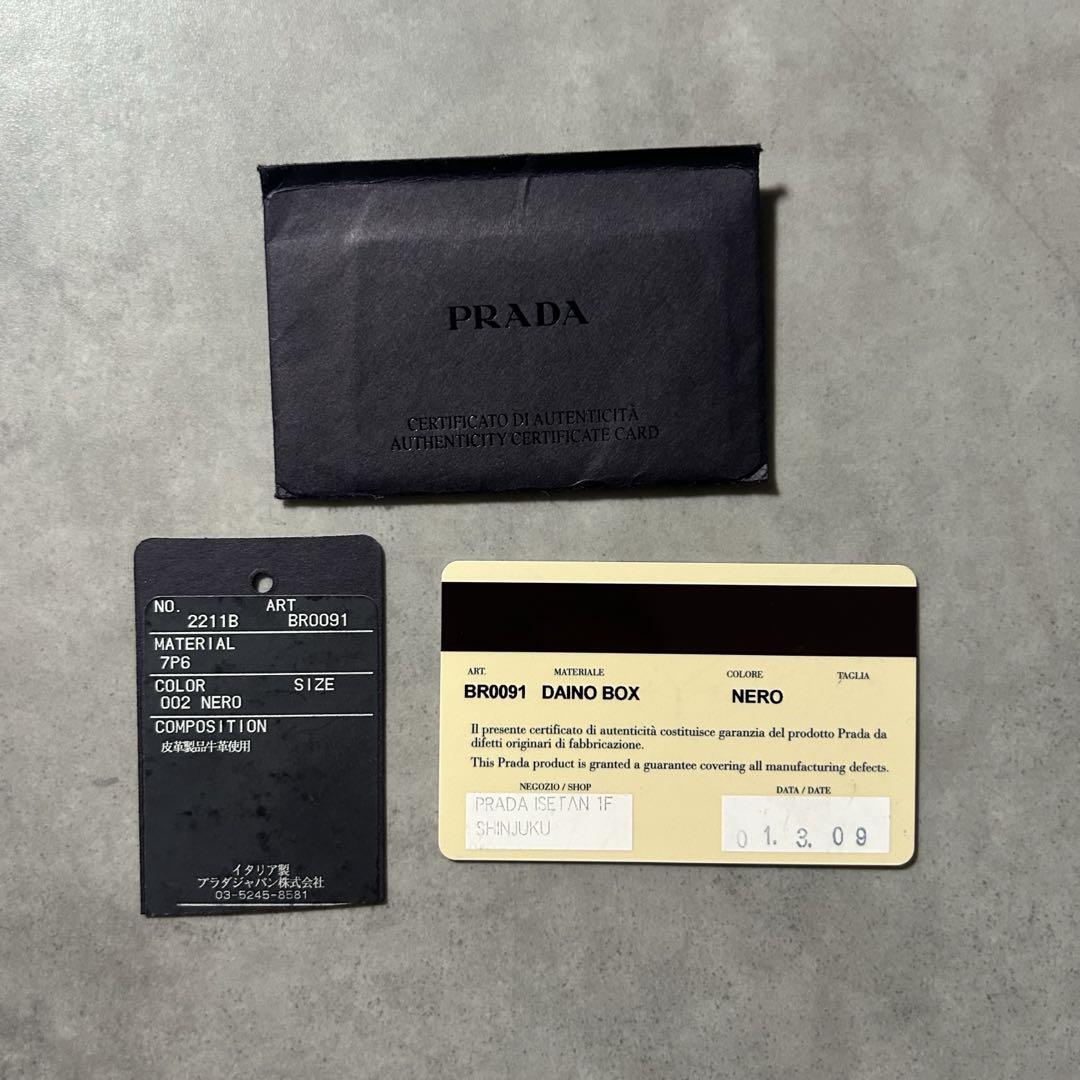 PRADA
CERTIFICATO DI AUTENTICITÀ
AUTHENTICITY CERTIFICATE CARD
NO. ART
2211B BR0091
MATERIAL
7P6
COLOR SIZE
002 NERO
COMPOSITION
皮革製品牛革使用
イタリア製
プラダジャパン株式会社
03-5245-8581
ART. MATERIALE COLORE TAGLIA
BR0091 DAINO BOX NERO
Il presente certificato di autenticità costituisce garanzia del prodotto Prada da
difetti originari di fabbricazione.
This Prada product is granted a guarantee covering all manufacturing defects.
NEGOZIO / SHOP DATA / DATE
PRADA ISETAN 1F
SHINJUKU
01. 3. 09